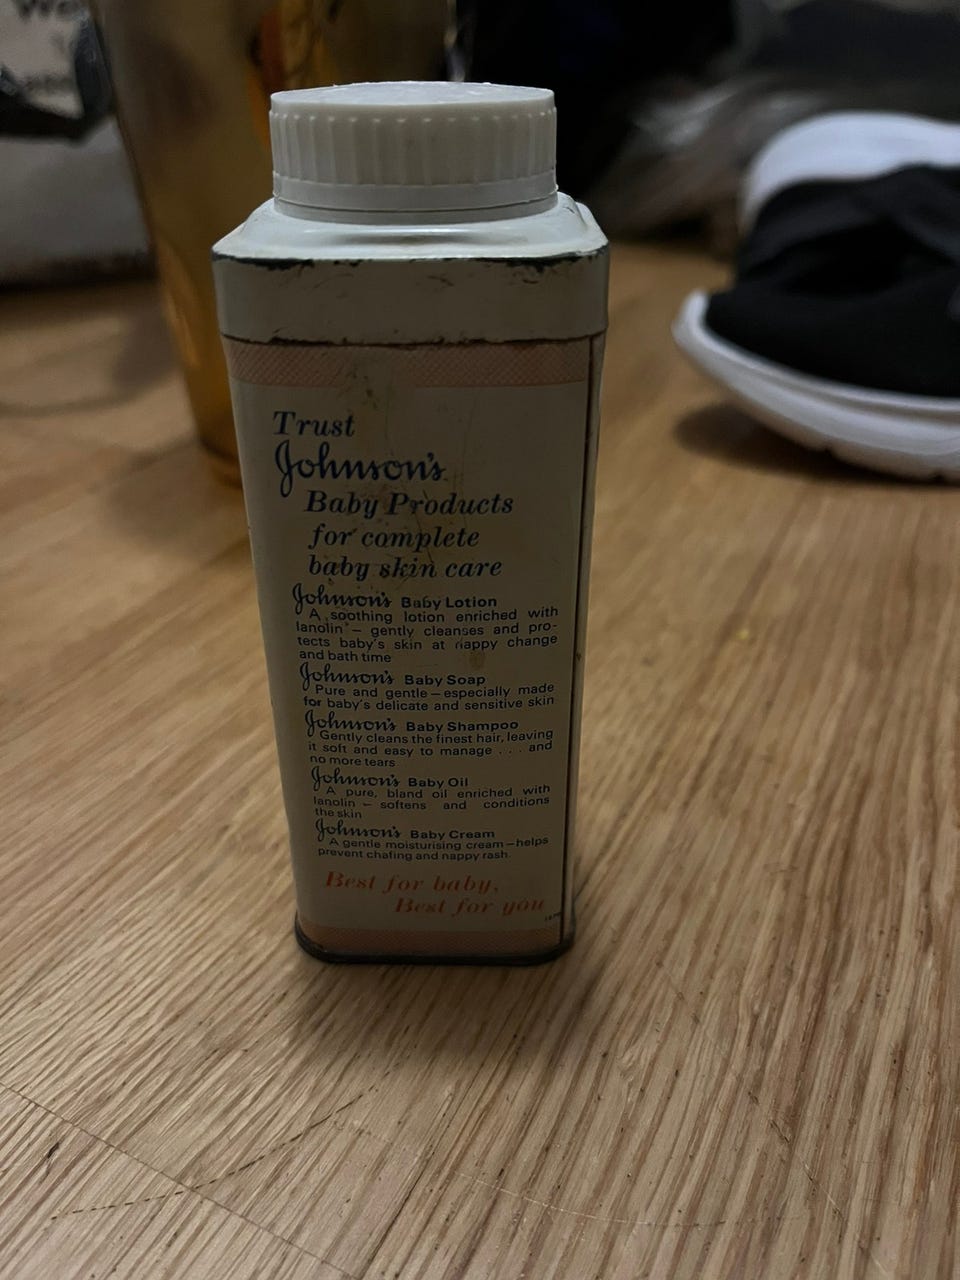 Trust
Johnson's
Baby Products
for complete
baby skin care
Johnson's Baby Lotion
A soothing lotion enriched with
lanolin – gently cleanses and pro-
tects baby's skin at nappy change
and bath time
Johnson's Baby Soap
Pure and gentle – especially made
for baby's delicate and sensitive skin
Johnson's Baby Shampoo
Gently cleans the finest hair, leaving
it soft and easy to manage . . . and
no more tears
Johnson's Baby Oil
A pure, bland oil enriched with
lanolin – softens and conditions
the skin
Johnson's Baby Cream
A gentle moisturising cream – helps
prevent chafing and nappy rash.
Best for baby,
Best for you